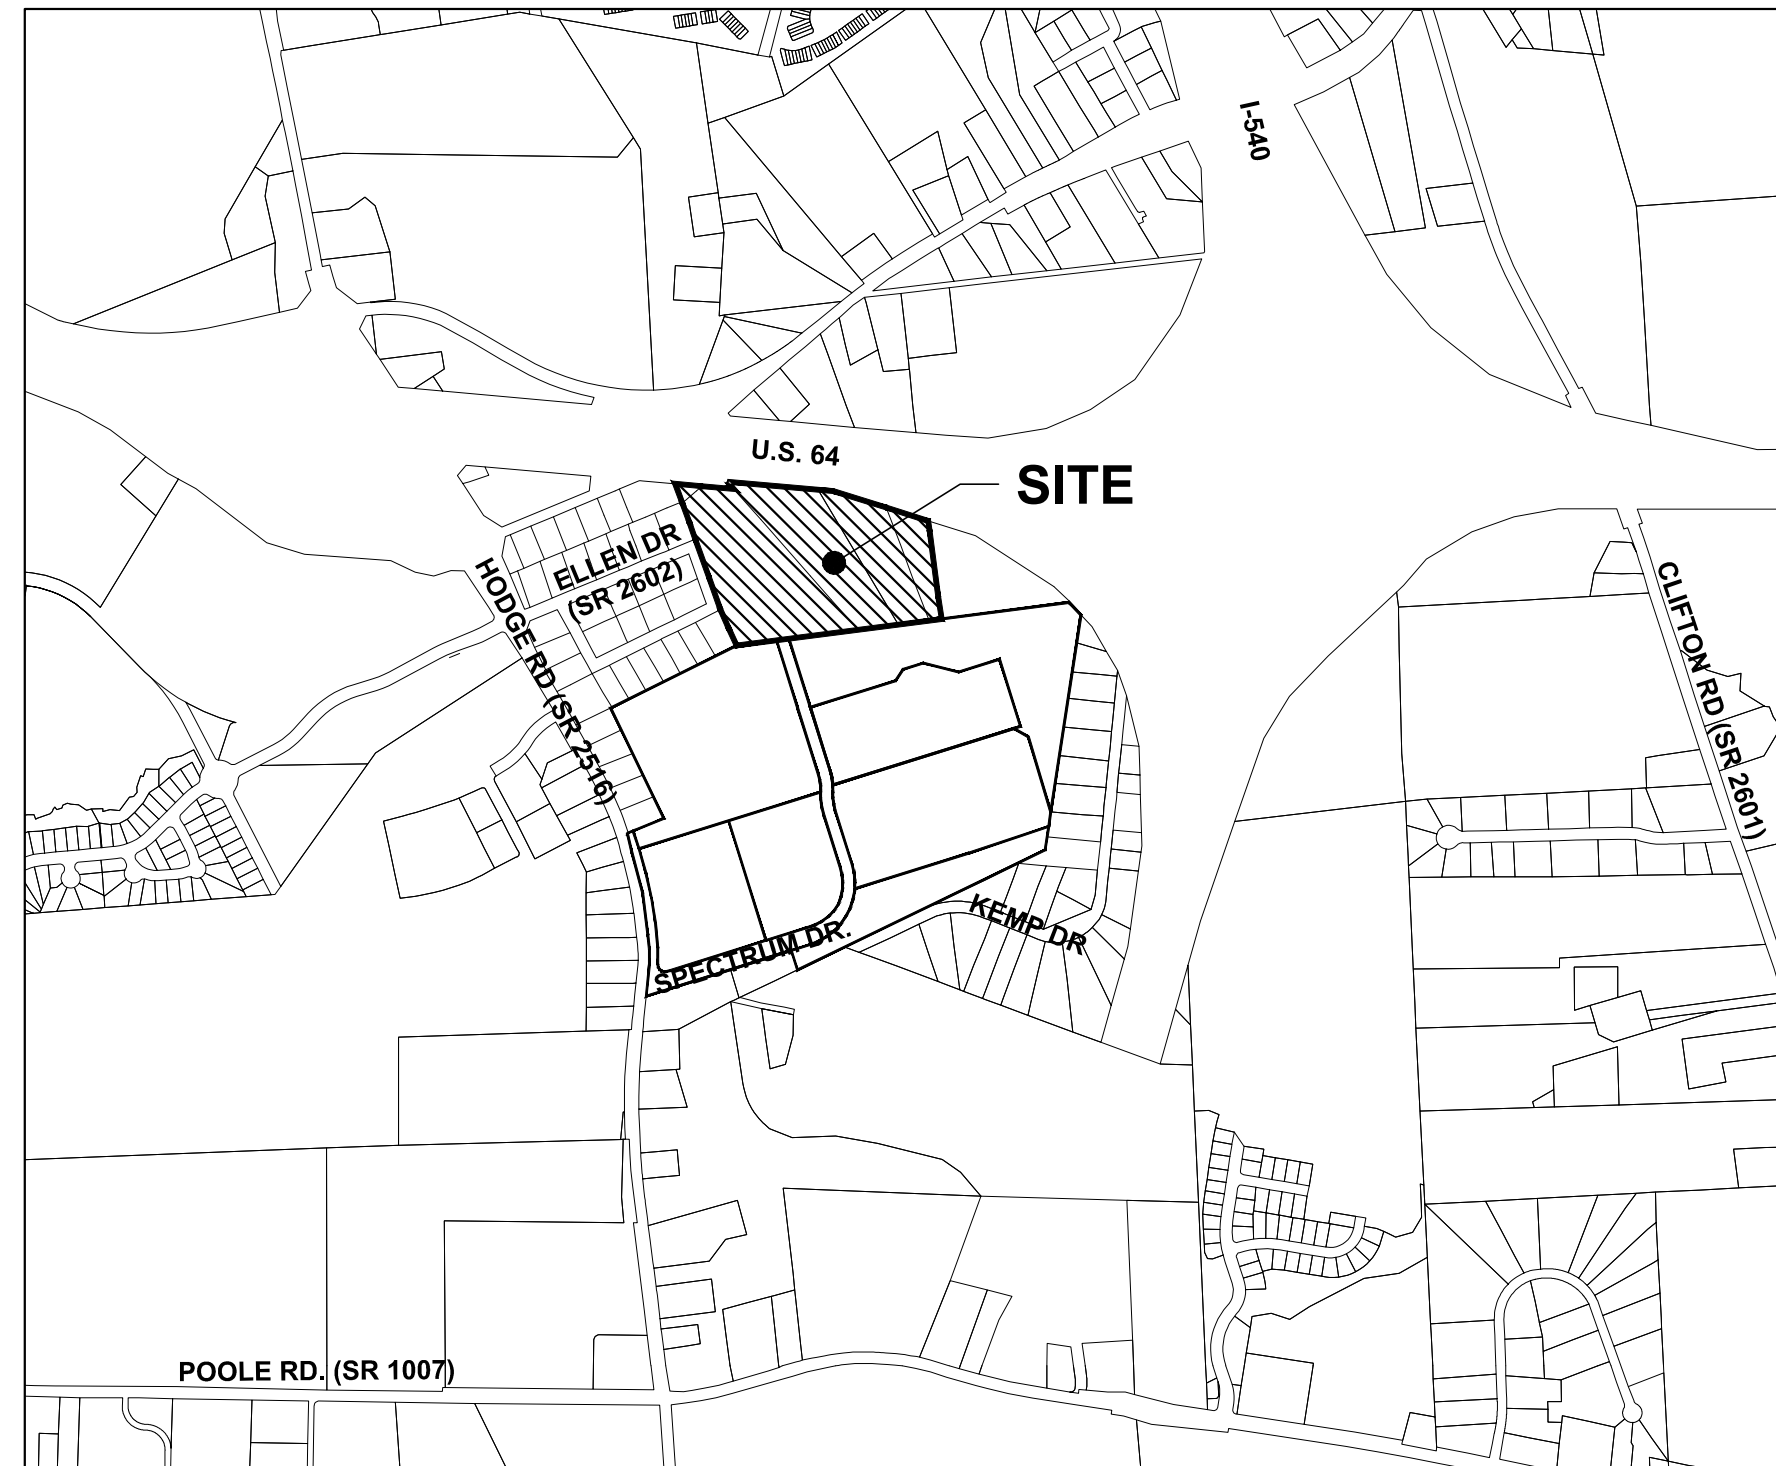 I-540
U.S. 64
SITE
ELLEN DR
(SR 2602)
HODGE RD (SR 2516)
CLIFTON RD (SR 2601)
KEMP DR
SPECTRUM DR.
POOLE RD. (SR 1007)